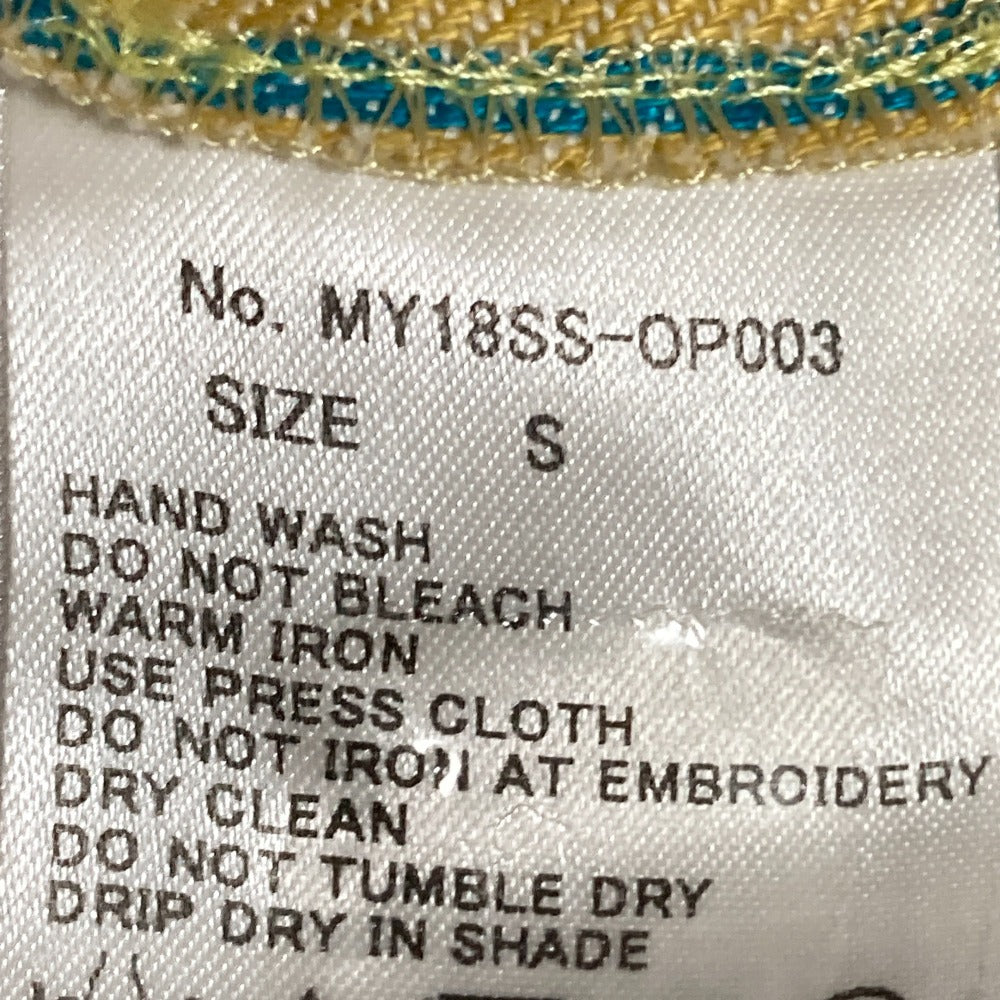 No. MY18SS-OP003
SIZE S
HAND WASH
DO NOT BLEACH
WARM IRON
USE PRESS CLOTH
DO NOT IRON AT EMBROIDERY
DRY CLEAN
DO NOT TUMBLE DRY
DRIP DRY IN SHADE